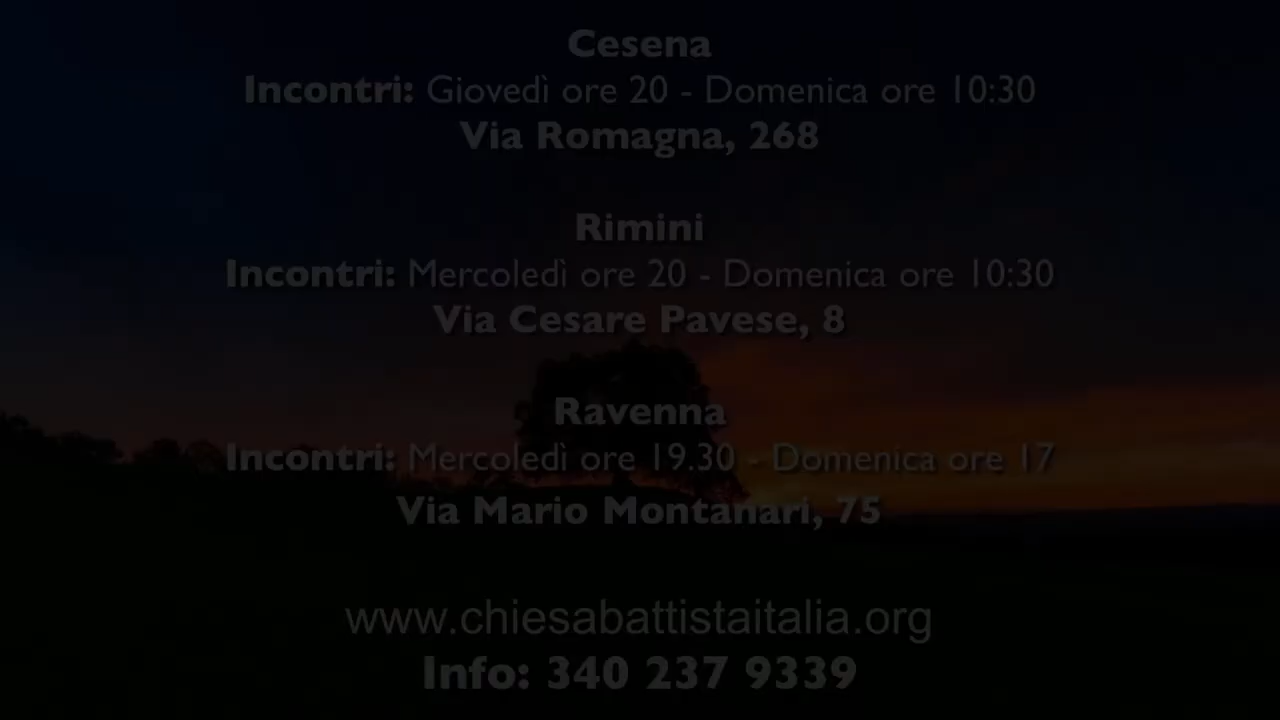 Cesena
Incontri: Giovedì ore 20 - Domenica ore 10:30
Via Romagna, 268
Rimini
Incontri: Mercoledì ore 20 - Domenica ore 10:30
Via Cesare Pavese, 8
Ravenna
Incontri: Mercoledì ore 19.30 - Domenica ore 17
Via Mario Montanari, 75
www.chiesabattistaitalia.org
Info: 340 237 9339